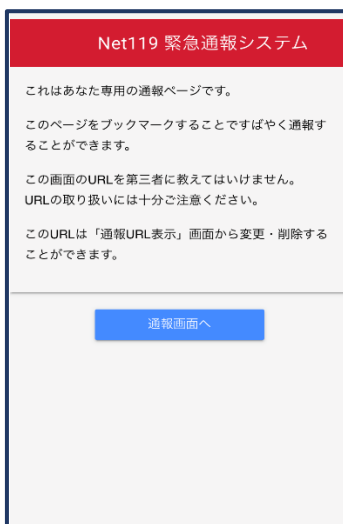 Net119 緊急通報システム
これはあなた専用の通報ページです。
このページをブックマークすることですばやく通報す
ることができます。
この画面のURLを第三者に教えてはいけません。
URLの取り扱いには十分ご注意ください。
このURLは「通報URL表示」画面から変更・削除する
ことができます。
通報画面へ